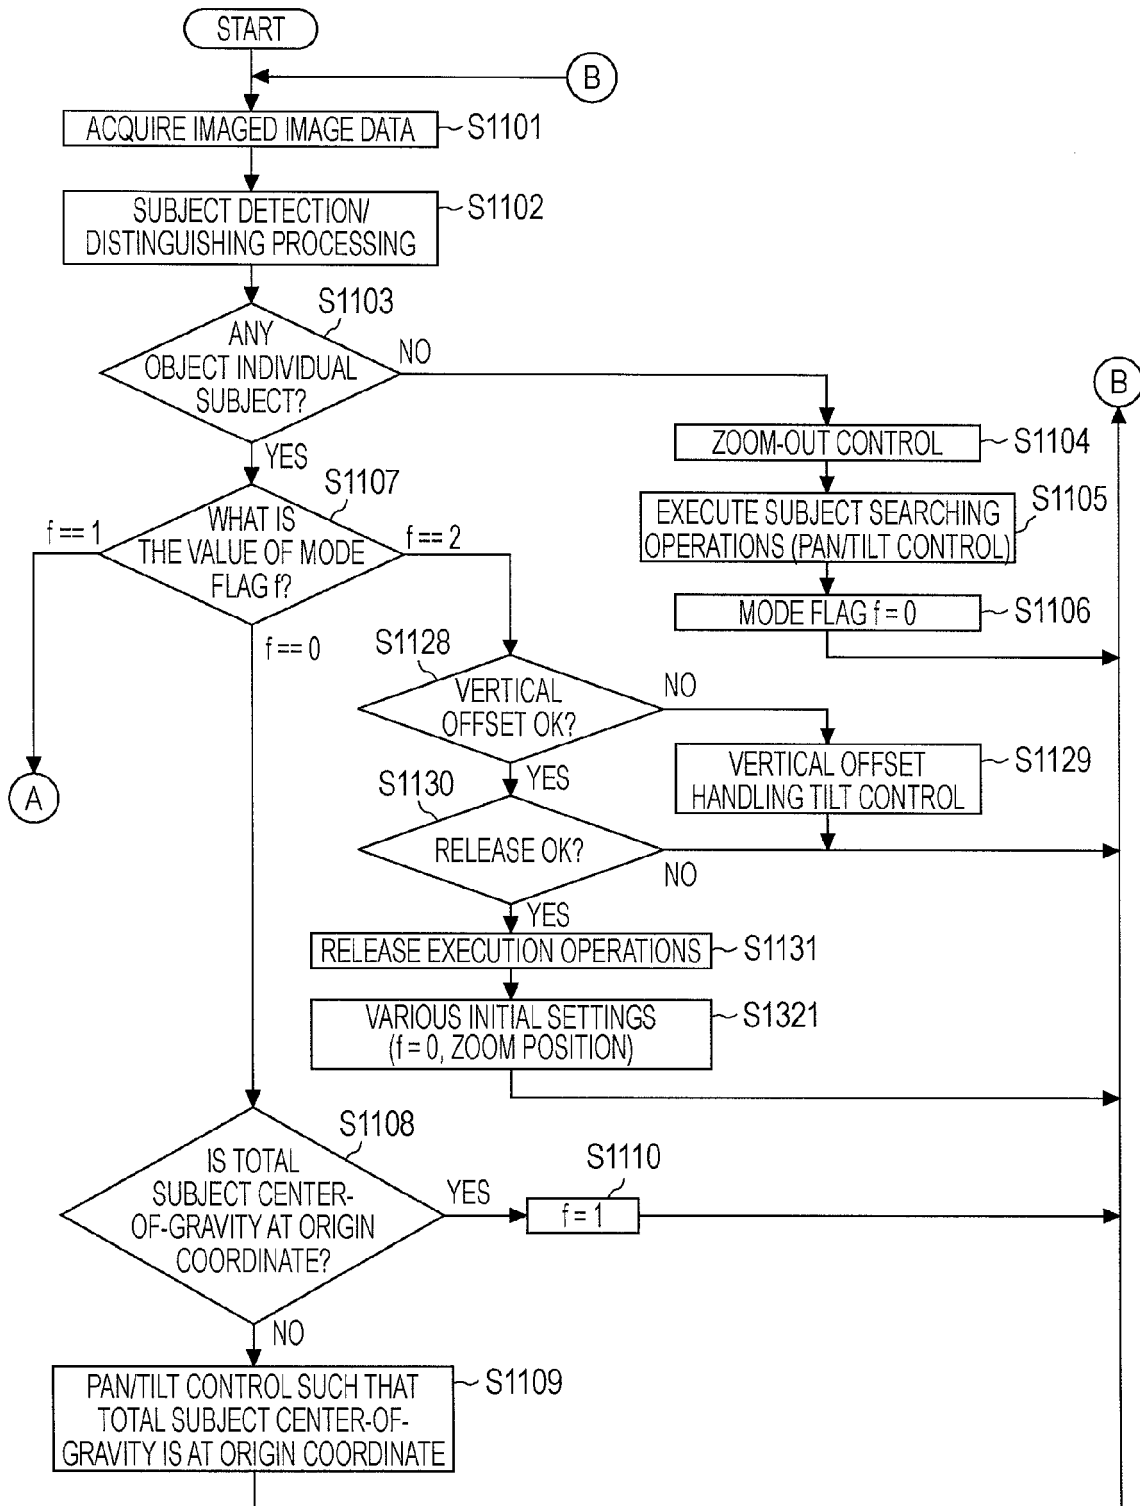 START
B
ACQUIRE IMAGED IMAGE DATA
S1101
SUBJECT DETECTION/
DISTINGUISHING PROCESSING
S1102
S1103
ANY
OBJECT INDIVIDUAL
SUBJECT?
NO
YES
B
ZOOM-OUT CONTROL
S1104
EXECUTE SUBJECT SEARCHING
OPERATIONS (PAN/TILT CONTROL)
S1105
MODE FLAG f = 0
S1106
S1107
WHAT IS
THE VALUE OF MODE
FLAG f?
f == 1
f == 2
f == 0
A
S1128
VERTICAL
OFFSET OK?
NO
YES
VERTICAL OFFSET
HANDLING TILT CONTROL
S1129
S1130
RELEASE OK?
NO
YES
RELEASE EXECUTION OPERATIONS
S1131
VARIOUS INITIAL SETTINGS
(f = 0, ZOOM POSITION)
S1321
S1108
IS TOTAL
SUBJECT CENTER-
OF-GRAVITY AT ORIGIN
COORDINATE?
YES
S1110
f = 1
NO
PAN/TILT CONTROL SUCH THAT
TOTAL SUBJECT CENTER-OF-
GRAVITY IS AT ORIGIN COORDINATE
S1109